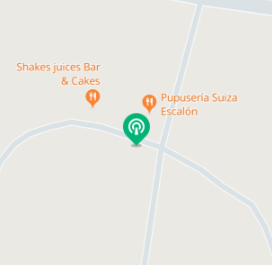 Shakes juices Bar
& Cakes
Pupusería Suiza
Escalón